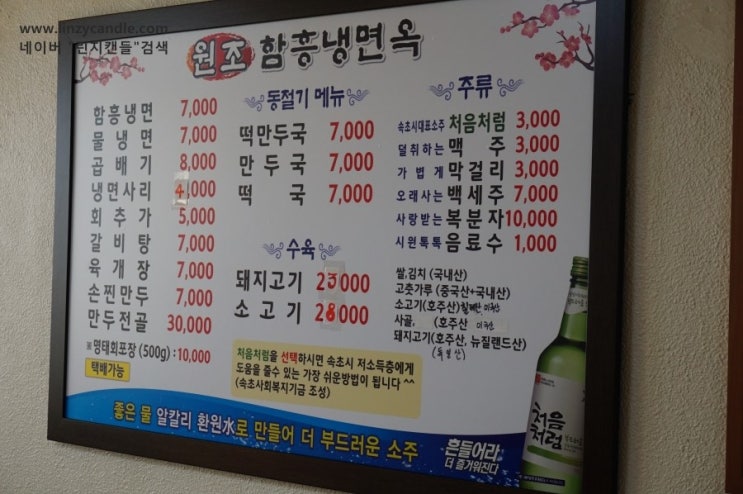 www.linzycandle.com
네이버 "린지캔들"검색
원조 함흥냉면옥
함흥냉면 7,000
물냉면 7,000
곱배기 8,000
냉면사리 4,000
회추가 5,000
갈비탕 7,000
육개장 7,000
손찐만두 7,000
만두전골 30,000
※명태회포장 (500g) : 10,000
택배가능
동절기 메뉴
떡만두국 7,000
만두국 7,000
떡국 7,000
수육
돼지고기 000
소고기 000
주류
속초시대표소주 처음처럼 3,000
덜취하는 맥주 3,000
가볍게 막걸리 3,000
오래사는 백세주 7,000
사랑받는 복분자 10,000
시원톡톡 음료수 1,000
쌀,김치 (국내산)
고춧가루 (중국산+국내산)
소고기(호주산)
사골, (호주산
돼지고기(호주산, 뉴질랜드산)
처음처럼을 선택하시면 속초시 저소득층에게
도움을 줄수 있는 가장 쉬운방법이 됩니다 ^^
(속초사회복지기금 조성)
좋은 물 알칼리 환원水로 만들어 더 부드러운 소주
흔들어라
더 즐거워진다
처음
처럼